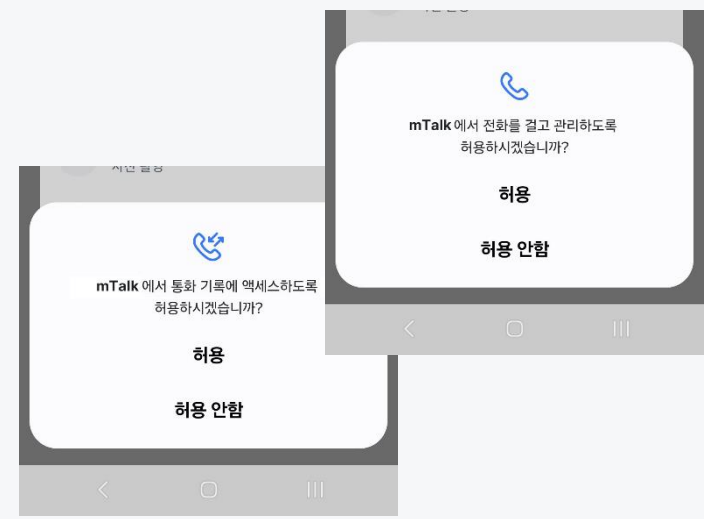 mTalk 에서 전화를 걸고 관리하도록
허용하시겠습니까?
허용
허용 안함
mTalk 에서 통화 기록에 액세스하도록
허용하시겠습니까?
허용
허용 안함